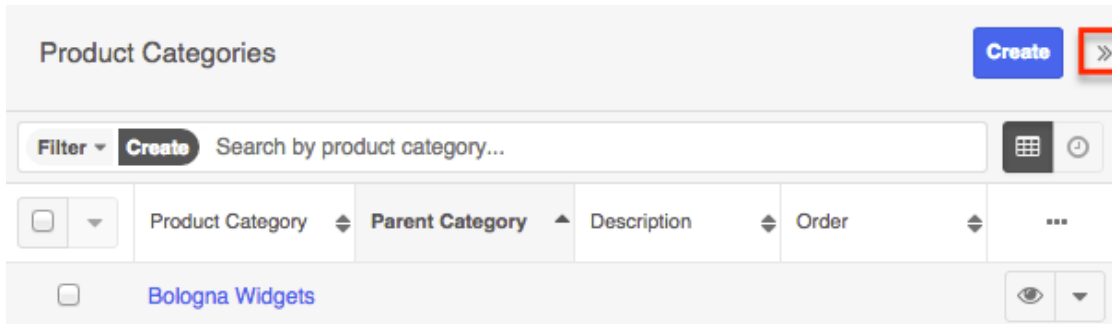 Product Categories
Create
Filter Create Search by product category...
Product Category Parent Category Description Order
Bologna Widgets